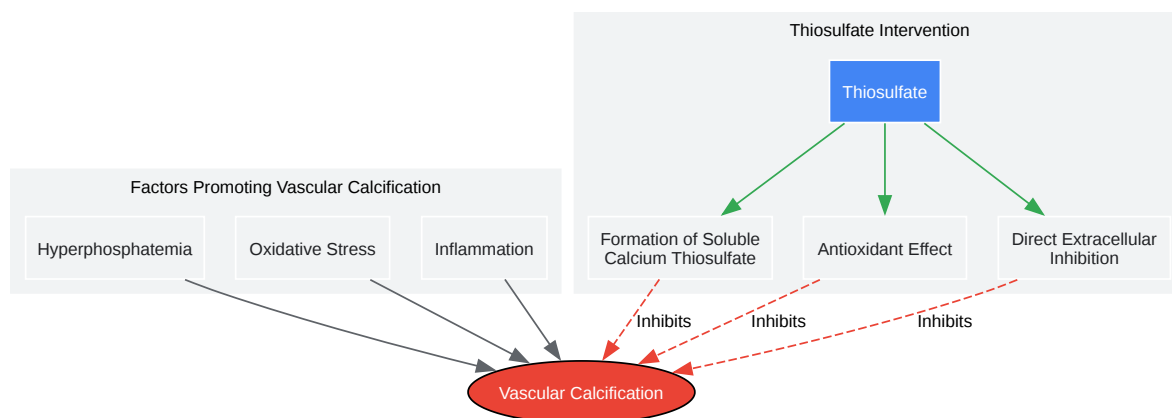 Thiosulfate Intervention
Thiosulfate
Factors Promoting Vascular Calcification
Hyperphosphatemia
Oxidative Stress
Inflammation
Formation of Soluble
Calcium Thiosulfate
Antioxidant Effect
Direct Extracellular
Inhibition
Inhibits
Inhibits
Inhibits
Vascular Calcification